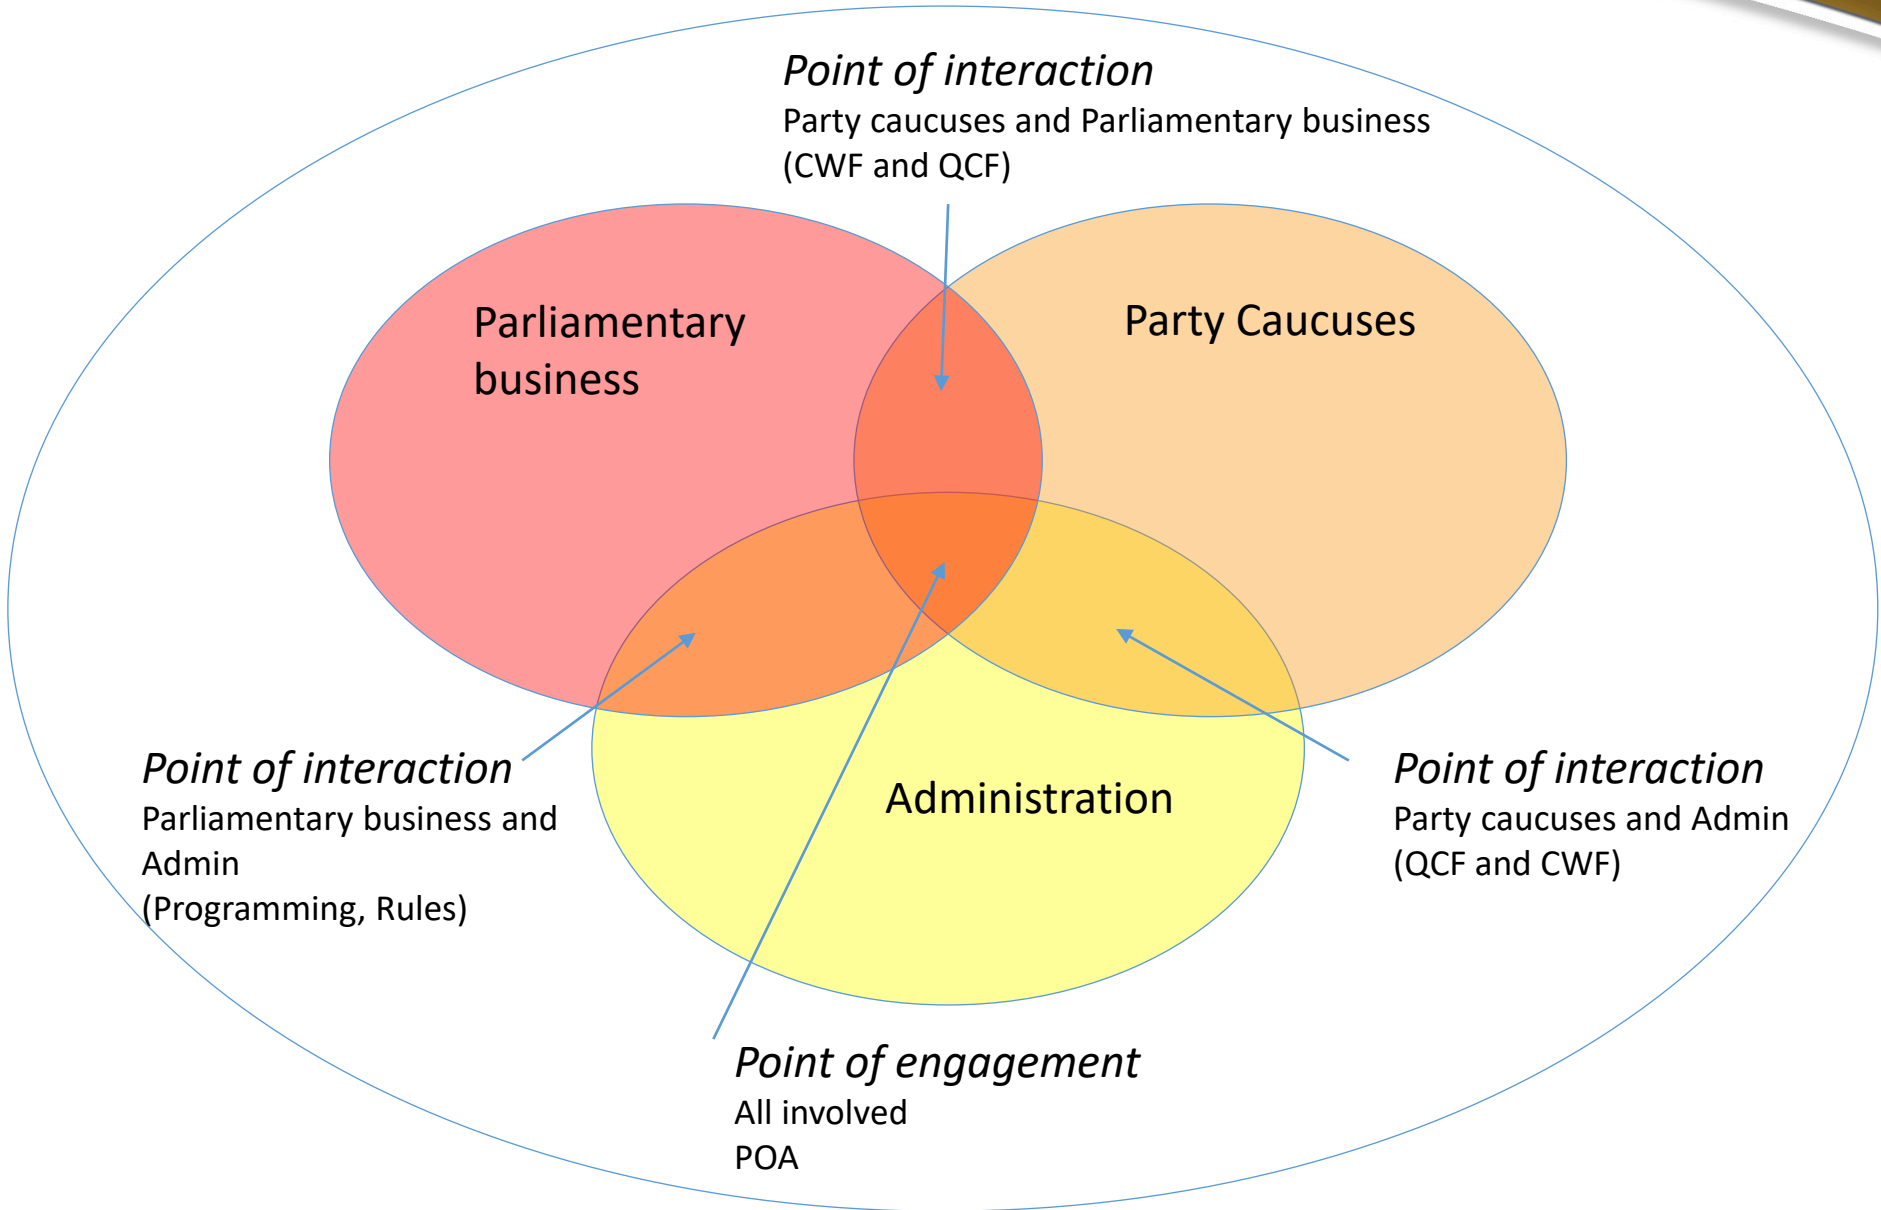 Point of interaction
Party caucuses and Parliamentary business
(CWF and QCF)
Parliamentary
business
Party Caucuses
Point of interaction
Parliamentary business and
Admin
(Programming, Rules)
Administration
Point of interaction
Party caucuses and Admin
(QCF and CWF)
Point of engagement
All involved
POA